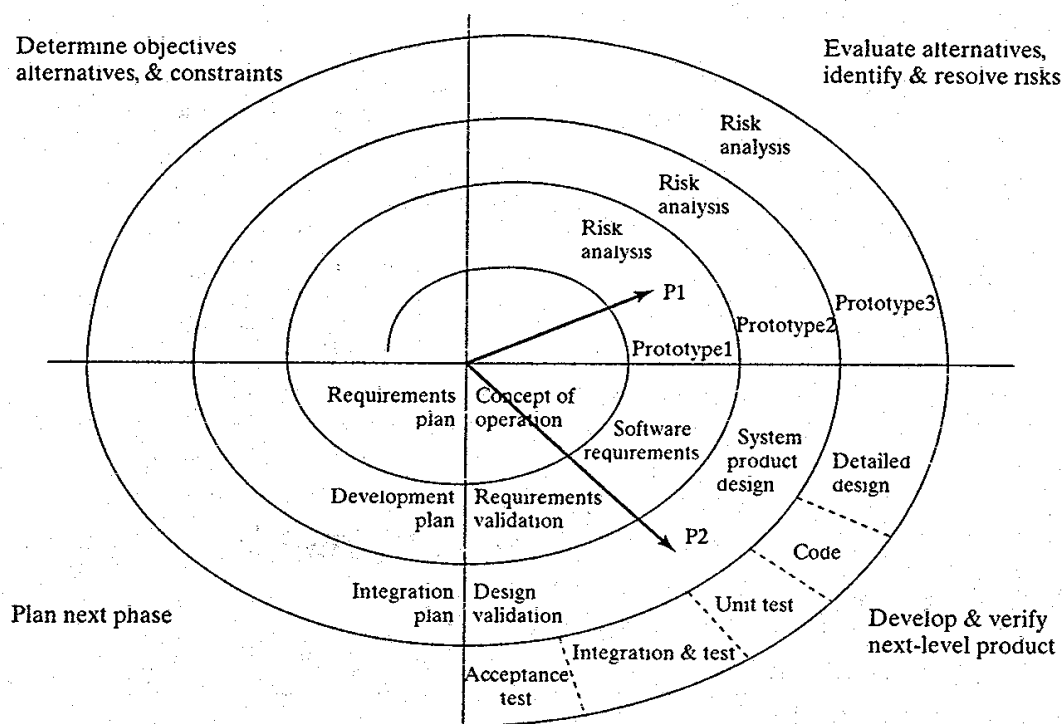 Determine objectives
alternatives, & constraints
Evaluate alternatives,
identify & resolve risks
Risk
analysis
Risk
analysis
Risk
analysis
P1
Prototype1
Prototype2
Prototype3
Requirements
plan
Concept of
operation
Software
requirements
System
product
design
Detailed
design
Development
plan
Requirements
validation
P2
Code
Integration
plan
Design
validation
Unit test
Plan next phase
Develop & verify
next-level product
Integration & test
Acceptance
test